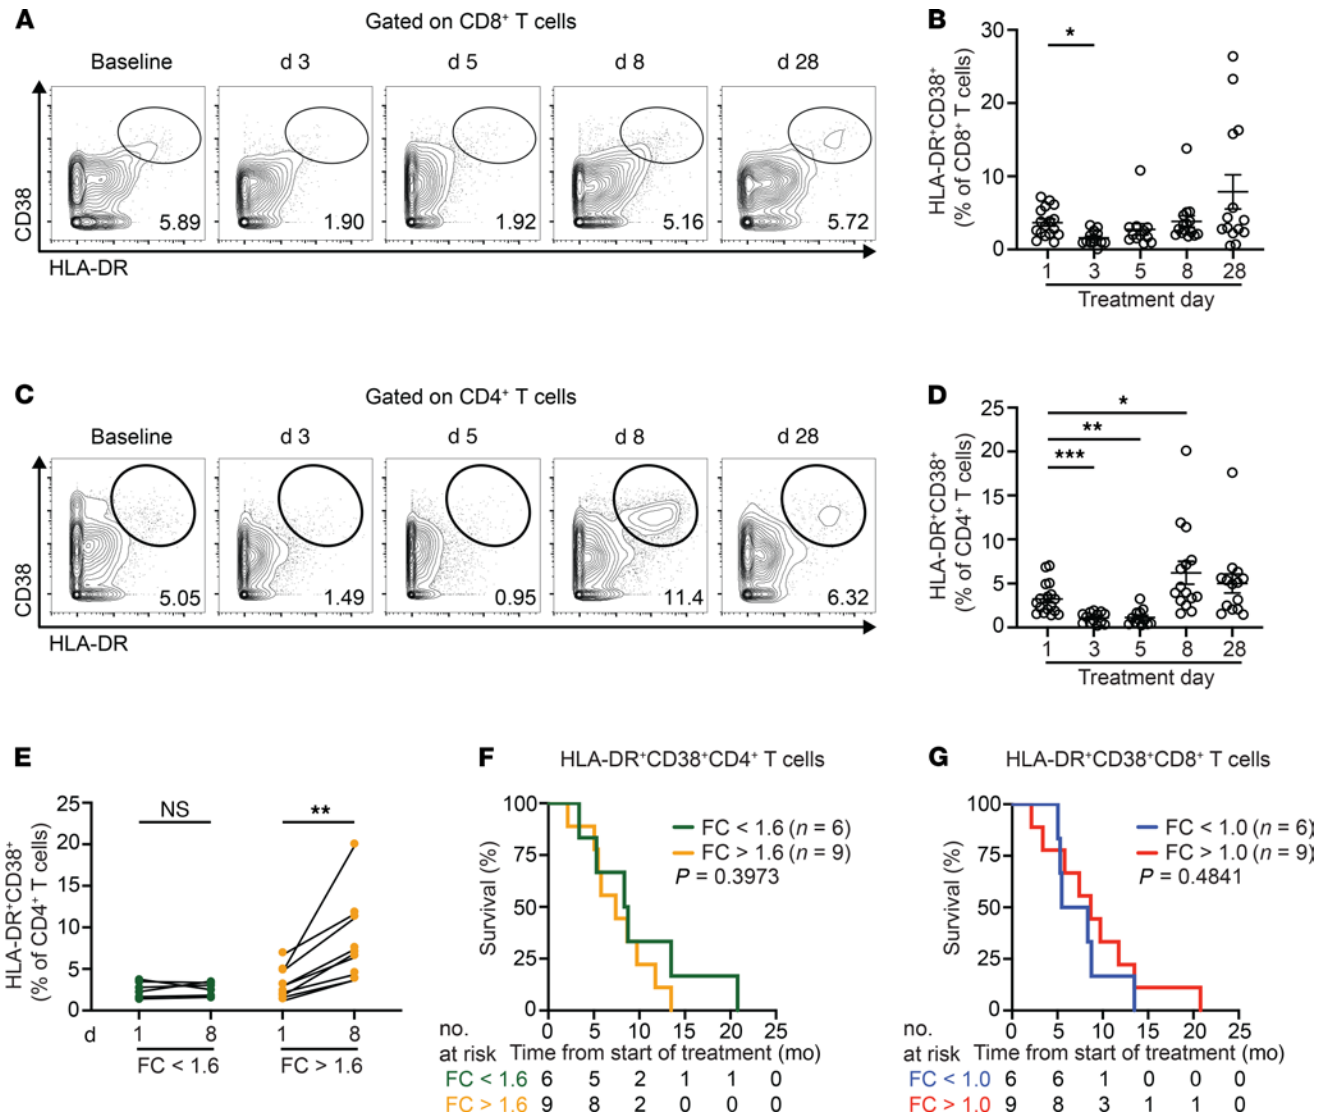 A
Gated on CD8⁺ T cells
Baseline d 3 d 5 d 8 d 28
CD38
5.89 1.90 1.92 5.16 5.72
HLA-DR
B
HLA-DR⁺CD38⁺
(% of CD8⁺ T cells)
30
20
10
0
*
1 3 5 8 28
Treatment day
C
Gated on CD4⁺ T cells
Baseline d 3 d 5 d 8 d 28
CD38
5.05 1.49 0.95 11.4 6.32
HLA-DR
D
HLA-DR⁺CD38⁺
(% of CD4⁺ T cells)
25
20
15
10
5
0
*
**
***
1 3 5 8 28
Treatment day
E
HLA-DR⁺CD38⁺
(% of CD4⁺ T cells)
25
20
15
10
5
0
NS **
d 1 8 1 8
FC < 1.6 FC > 1.6
F
HLA-DR⁺CD38⁺CD4⁺ T cells
Survival (%)
100
75
50
25
0
FC < 1.6 (n = 6)
FC > 1.6 (n = 9)
P = 0.3973
0 5 10 15 20 25
no.
at risk Time from start of treatment (mo)
FC < 1.6 6 5 2 1 1 0
FC > 1.6 9 8 2 0 0 0
G
HLA-DR⁺CD38⁺CD8⁺ T cells
Survival (%)
100
75
50
25
0
FC < 1.0 (n = 6)
FC > 1.0 (n = 9)
P = 0.4841
0 5 10 15 20 25
no.
at risk Time from start of treatment (mo)
FC < 1.0 6 6 1 0 0 0
FC > 1.0 9 8 3 1 1 0